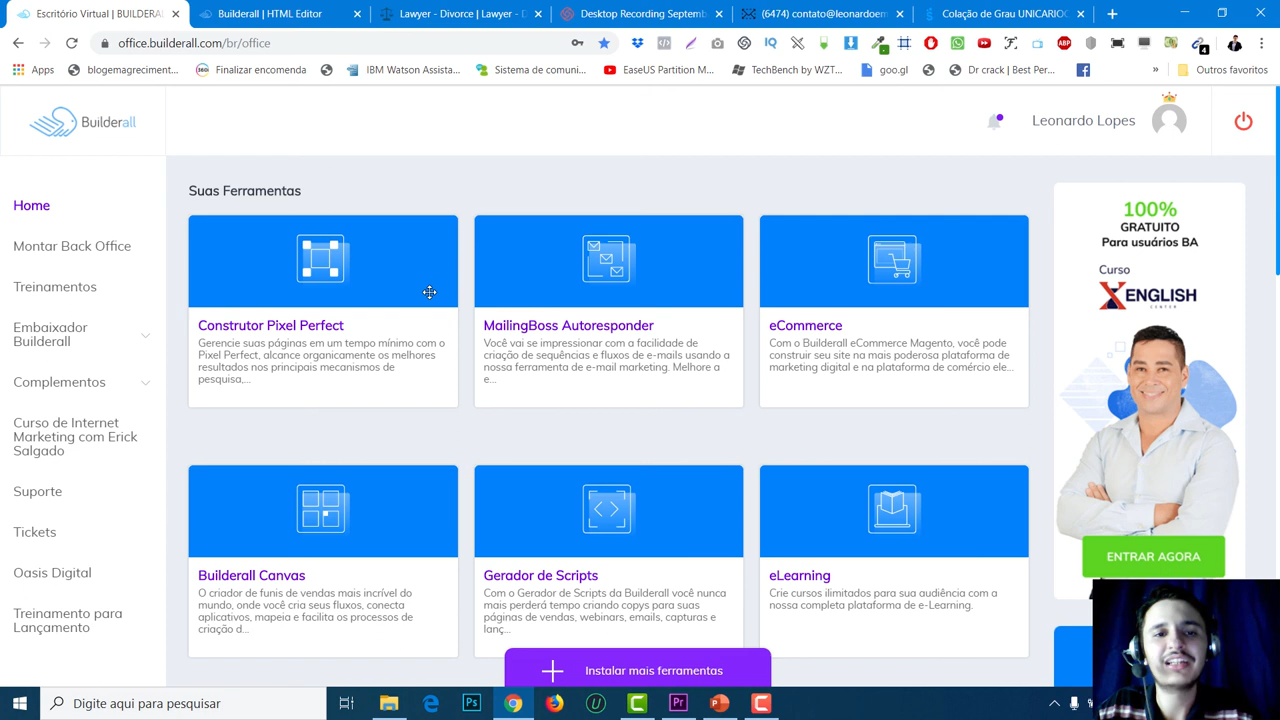 Escritório Virtual | BUILDERAL
Builderall | HTML Editor
Lawyer - Divorce | Lawyer - D
Desktop Recording Septemb
(6474) contato@leonardoem
Colação de Grau UNICARIOC
office.builderall.com/br/office
Apps
blogemagreciment...
Finalizar encomenda
IBM Watson Assista...
Sistema de comuni...
EaseUS Partition M...
TechBench by WZT...
goo.gl
Dr crack | Best Per...
Outros favoritos
Builderall
Leonardo Lopes
Home
Montar Back Office
Treinamentos
Embaixador
Builderall
Complementos
Curso de Internet
Marketing com Erick
Salgado
Suporte
Tickets
Oasis Digital
Treinamento para
Lançamento
Suas Ferramentas
Construtor Pixel Perfect
Gerencie suas páginas em um tempo mínimo com o
Pixel Perfect, alcance organicamente os melhores
resultados nos principais mecanismos de
pesquisa,...
MailingBoss Autoresponder
Você vai se impressionar com a facilidade de
criação de sequências e fluxos de e-mails usando a
nossa ferramenta de e-mail marketing. Melhore a
e...
eCommerce
Com o Builderall eCommerce Magento, você pode
construir seu site na mais poderosa plataforma de
marketing digital e na plataforma de comércio ele...
Builderall Canvas
O criador de funis de vendas mais incrível do
mundo, onde você cria seus fluxos, conecta
aplicativos, mapeia e facilita os processos de
criação d...
Gerador de Scripts
Com o Gerador de Scripts da Builderall você nunca
mais perderá tempo criando copys para suas
páginas de vendas, webinars, emails, capturas e
lanç...
eLearning
Crie cursos ilimitados para sua audiência com a
nossa completa plataforma de e-Learning.
Instalar mais ferramentas
100%
GRATUITO
Para usuários BA
Curso
XENGLISH
CENTER
ENTRAR AGORA
Digite aqui para pesquisar